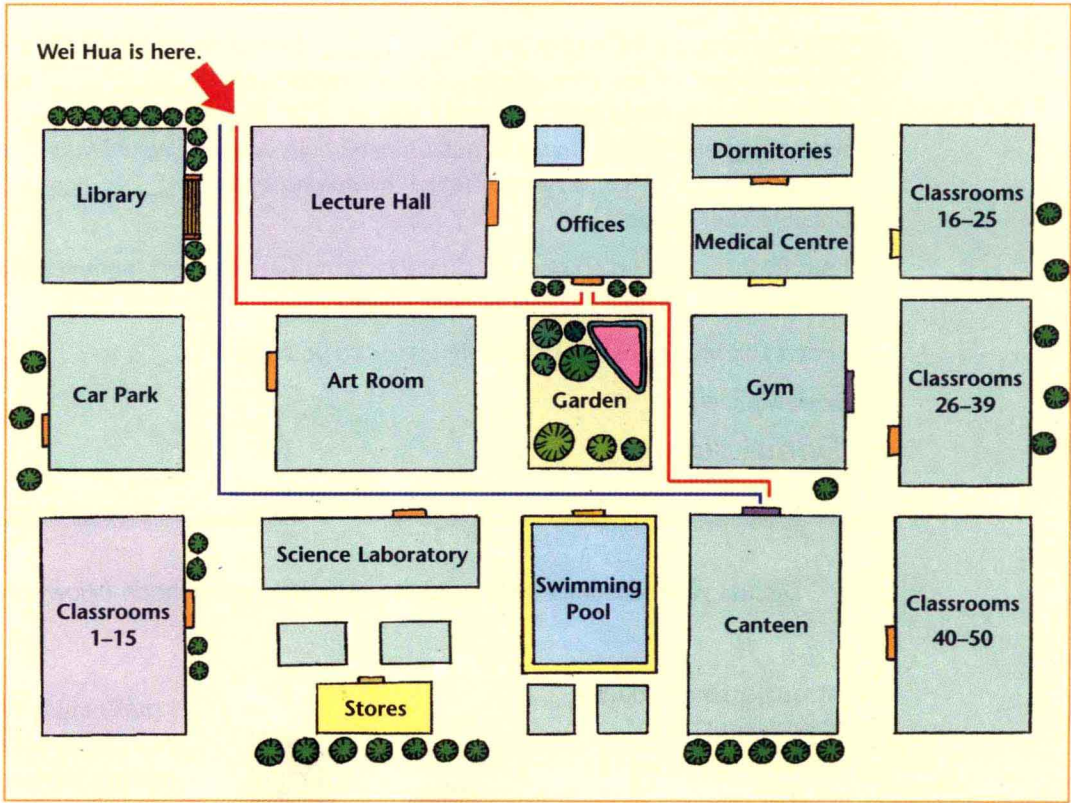 Wei Hua is here.
Library
Lecture Hall
Offices
Dormitories
Medical Centre
Classrooms
16–25
Car Park
Art Room
Garden
Gym
Classrooms
26–39
Classrooms
1–15
Science Laboratory
Stores
Swimming
Pool
Canteen
Classrooms
40–50